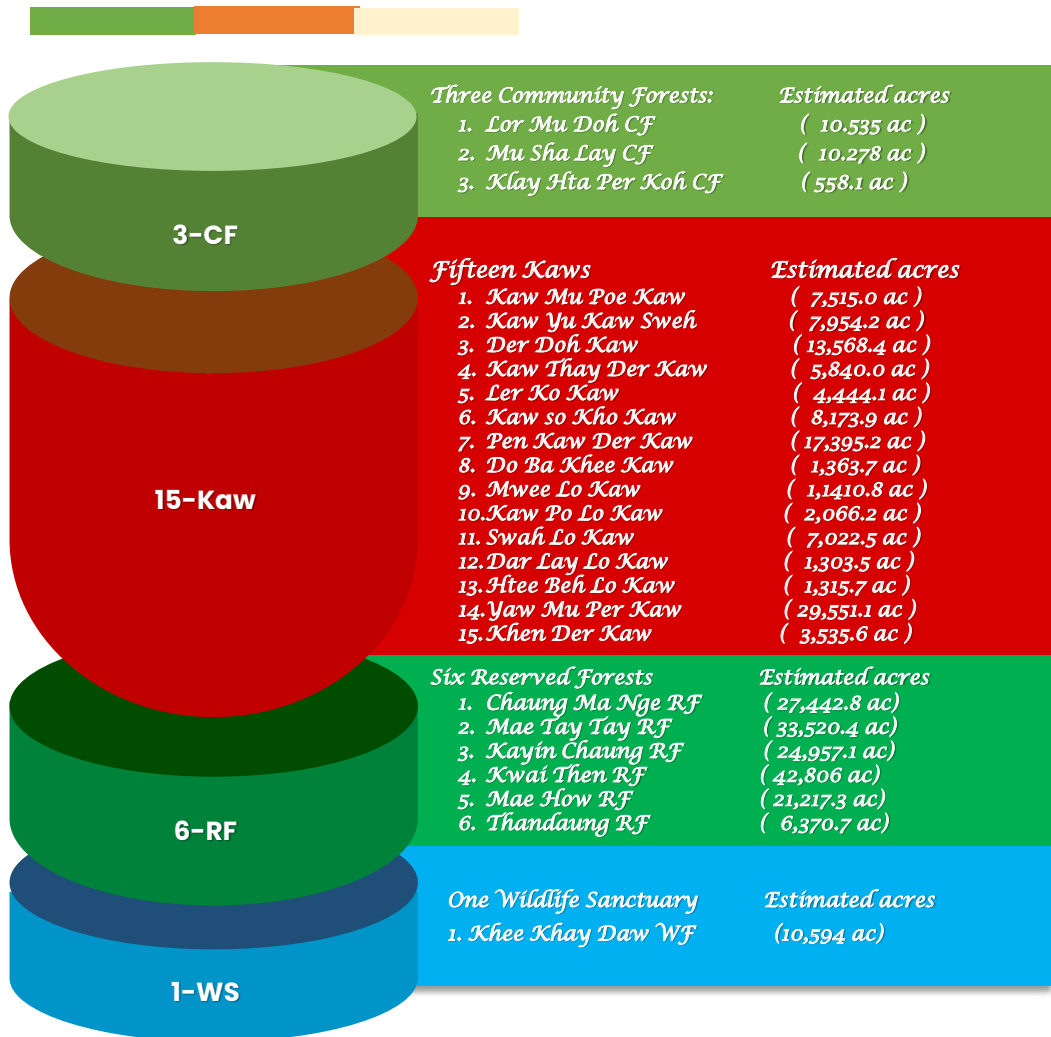 Three Community Forests: Estimated acres
1. Lor Mu Doh CF ( 10.535 ac )
2. Mu Sha Lay CF ( 10.278 ac )
3. Klay Hta Per Koh CF ( 558.1 ac )
3-CF
Fifteen Kaws Estimated acres
1. Kaw Mu Poe Kaw ( 7,515.0 ac )
2. Kaw Yu Kaw Sweh ( 7,954.2 ac )
3. Der Doh Kaw ( 13,568.4 ac )
4. Kaw Thay Der Kaw ( 5,840.0 ac )
5. Ler Ko Kaw ( 4,444.1 ac )
6. Kaw so Kho Kaw ( 8,173.9 ac )
7. Pen Kaw Der Kaw ( 17,395.2 ac )
8. Do Ba Khee Kaw ( 1,363.7 ac )
9. Mwee Lo Kaw ( 1,1410.8 ac )
10.Kaw Po Lo Kaw ( 2,066.2 ac )
11. Swah Lo Kaw ( 7,022.5 ac )
12.Dar Lay Lo Kaw ( 1,303.5 ac )
13.Htee Beh Lo Kaw ( 1,315.7 ac )
14.Yaw Mu Per Kaw ( 29,551.1 ac )
15.Khen Der Kaw ( 3,535.6 ac )
15-Kaw
Six Reserved Forests Estimated acres
1. Chaung Ma Nge RF ( 27,442.8 ac)
2. Mae Tay Tay RF ( 33,520.4 ac)
3. Kayin Chaung RF ( 24,957.1 ac)
4. Kwai Then RF ( 42,806 ac)
5. Mae How RF ( 21,217.3 ac)
6. Thandaung RF ( 6,370.7 ac)
6-RF
One Wildlife Sanctuary Estimated acres
1. Khee Khay Daw WF (10,594 ac)
1-WS